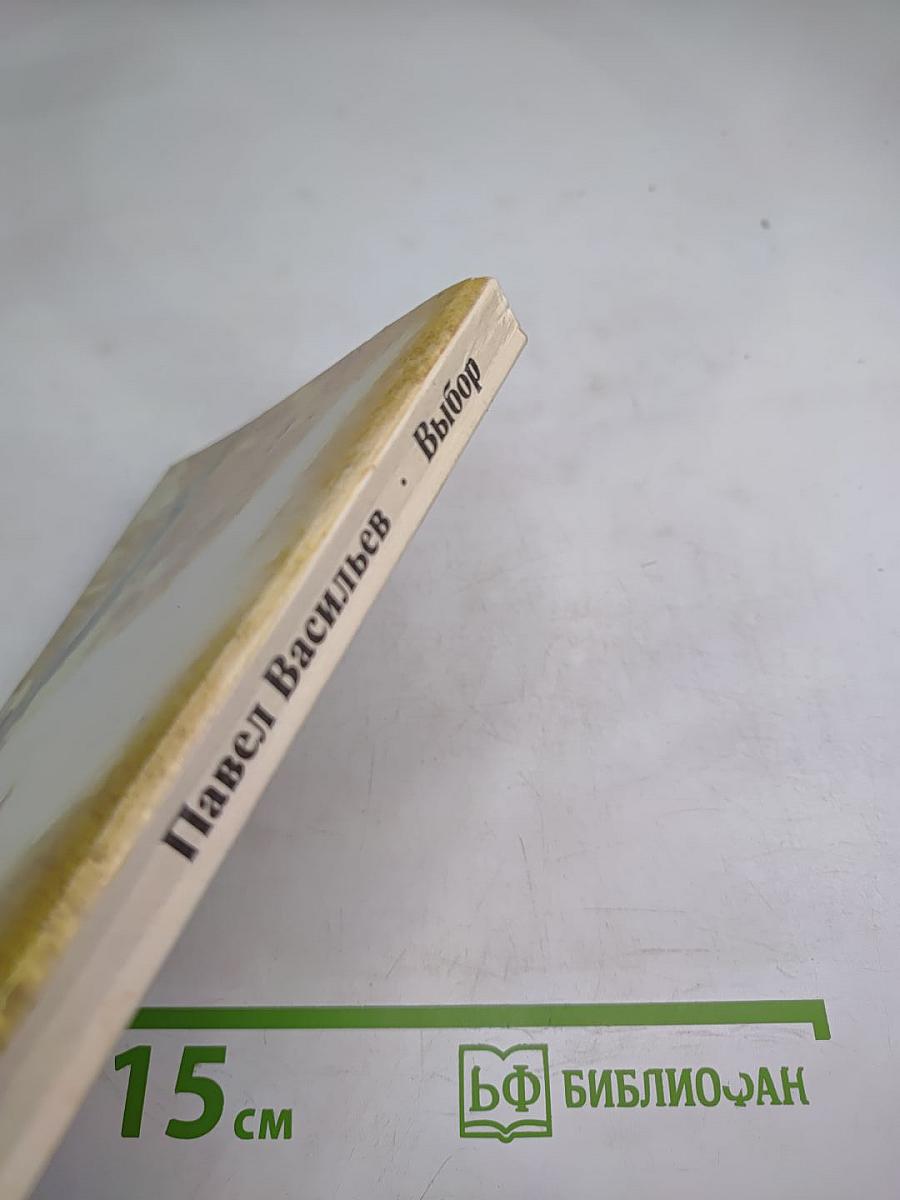 Павел Васильев · Выбор
15 см
БФ БИБЛИОФАН